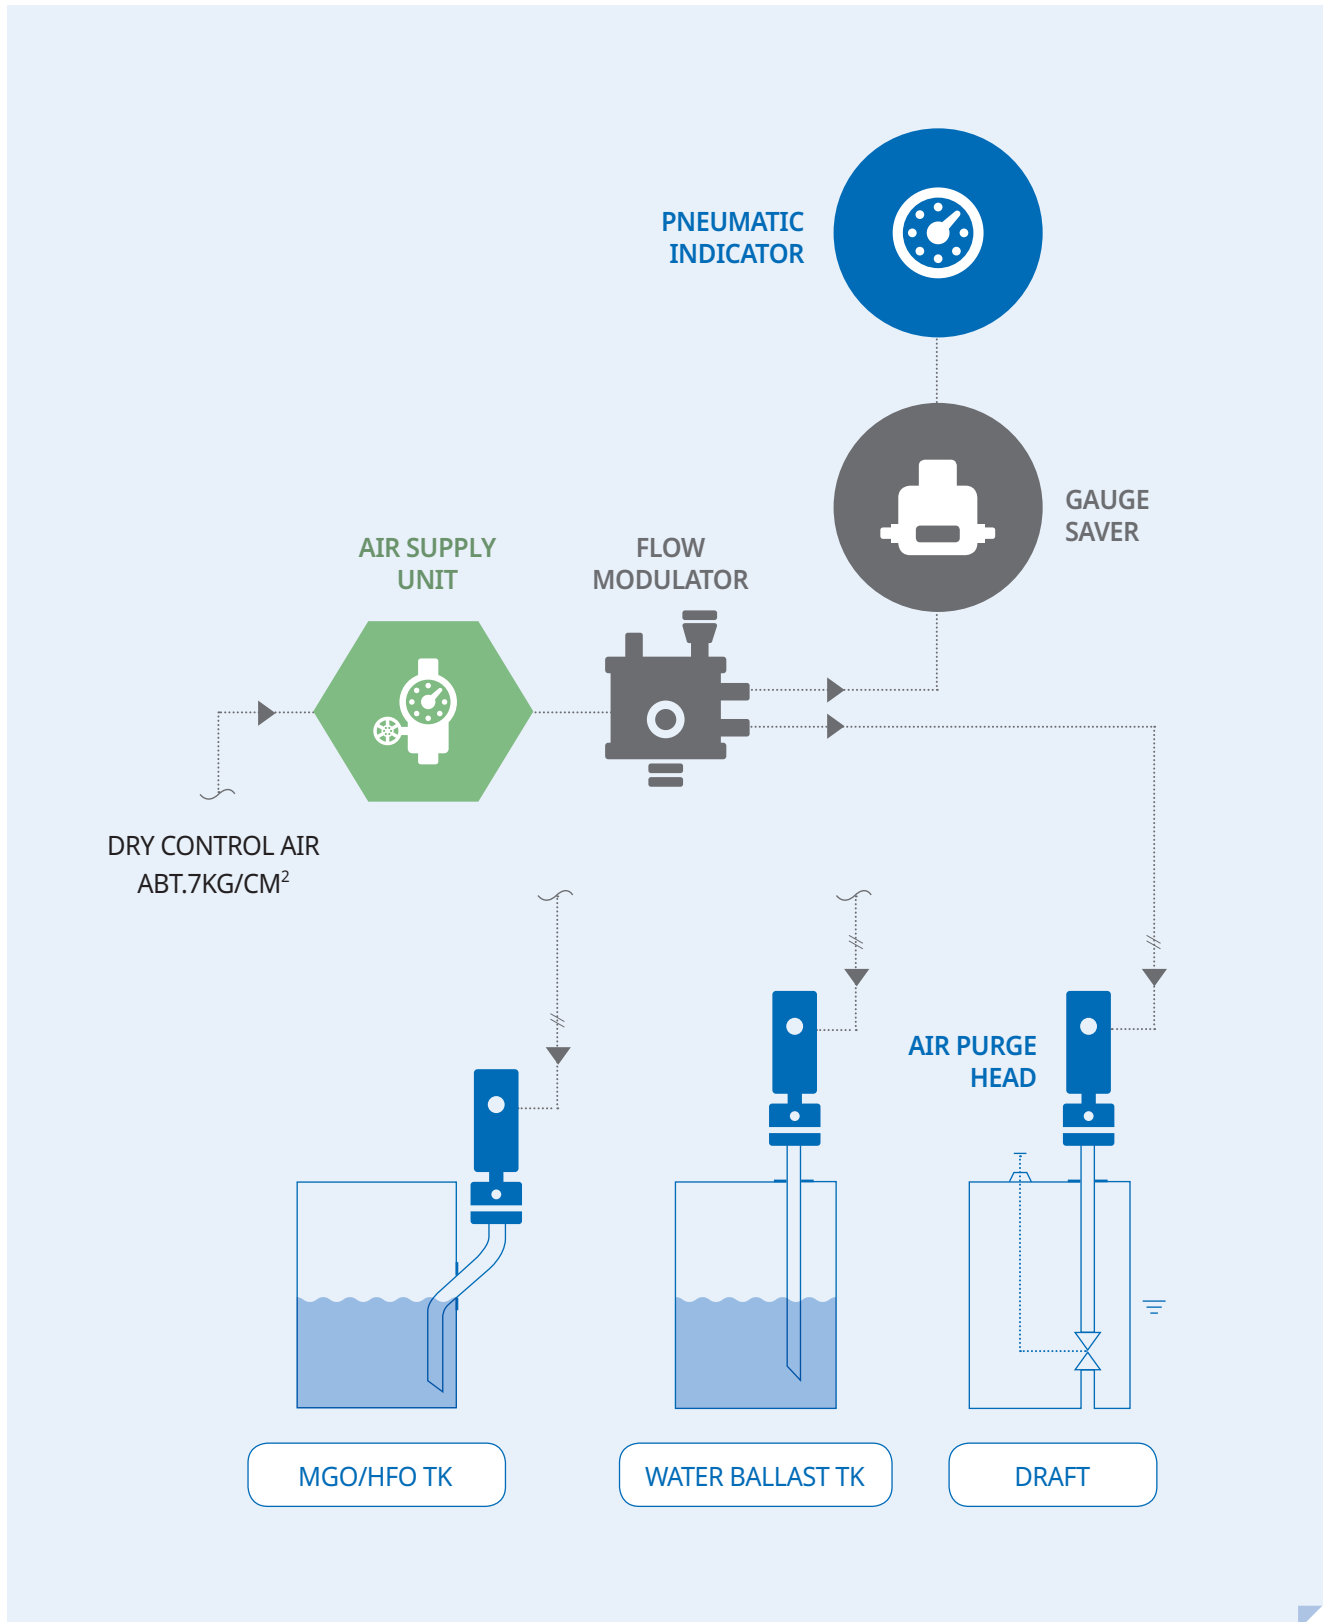 PNEUMATIC
INDICATOR
GAUGE
SAVER
AIR SUPPLY
UNIT
FLOW
MODULATOR
DRY CONTROL AIR
ABT.7KG/CM²
AIR PURGE
HEAD
MGO/HFO TK
WATER BALLAST TK
DRAFT